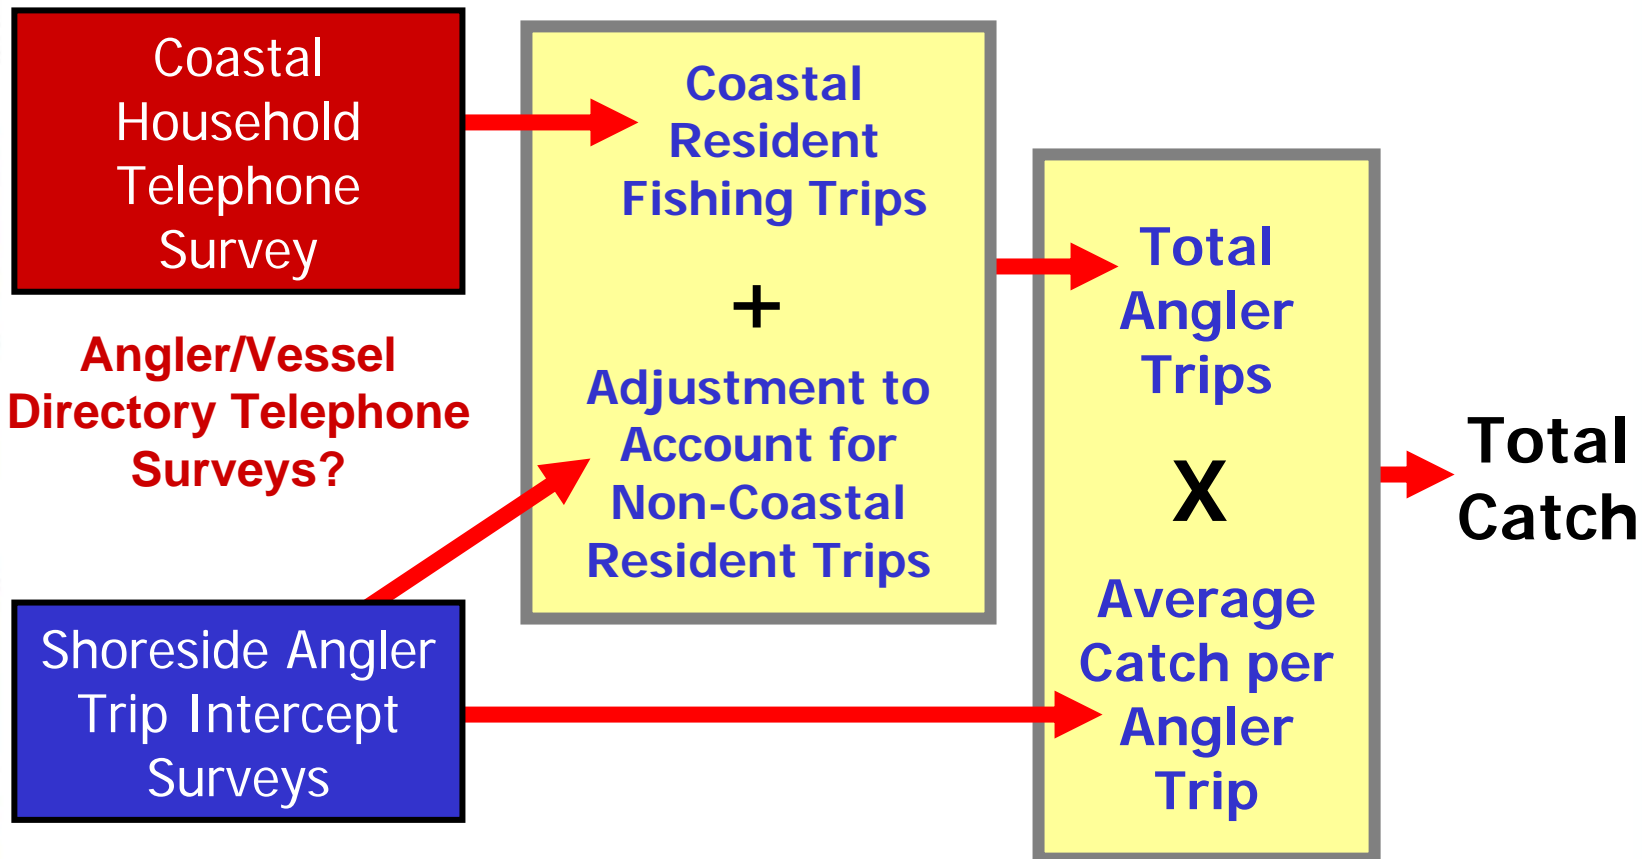 Coastal
Household
Telephone
Survey
Angler/Vessel
Directory Telephone
Surveys?
Shoreside Angler
Trip Intercept
Surveys
Coastal
Resident
Fishing Trips
+
Adjustment to
Account for
Non-Coastal
Resident Trips
Total
Angler
Trips
X
Average
Catch per
Angler
Trip
Total
Catch